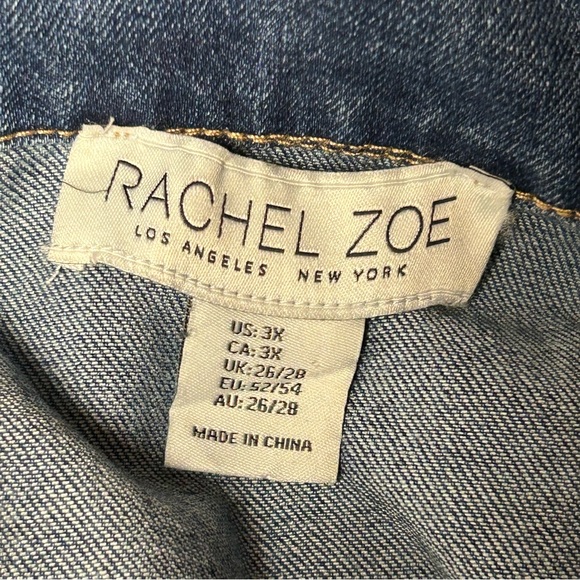 RACHEL ZOE
LOS ANGELES NEW YORK
US: 3X
CA: 3X
UK: 26/28
EU: 52/54
AU: 26/28
MADE IN CHINA